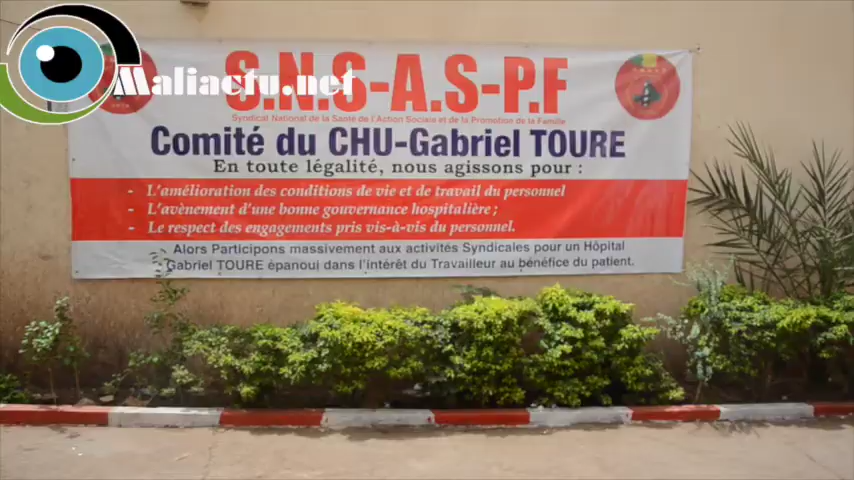 Maliactu.net
S.N.S-A.S-P.F
Syndicat National de la Santé de l'Action Sociale et de la Promotion de la Famille
Comité du CHU-Gabriel TOURE
En toute légalité, nous agissons pour :
- L'amélioration des conditions de vie et de travail du personnel
- L'avènement d'une bonne gouvernance hospitalière ;
- Le respect des engagements pris vis-à-vis du personnel.
Alors Participons massivement aux activités Syndicales pour un Hôpital
Gabriel TOURE épanoui dans l'intérêt du Travailleur au bénéfice du patient.